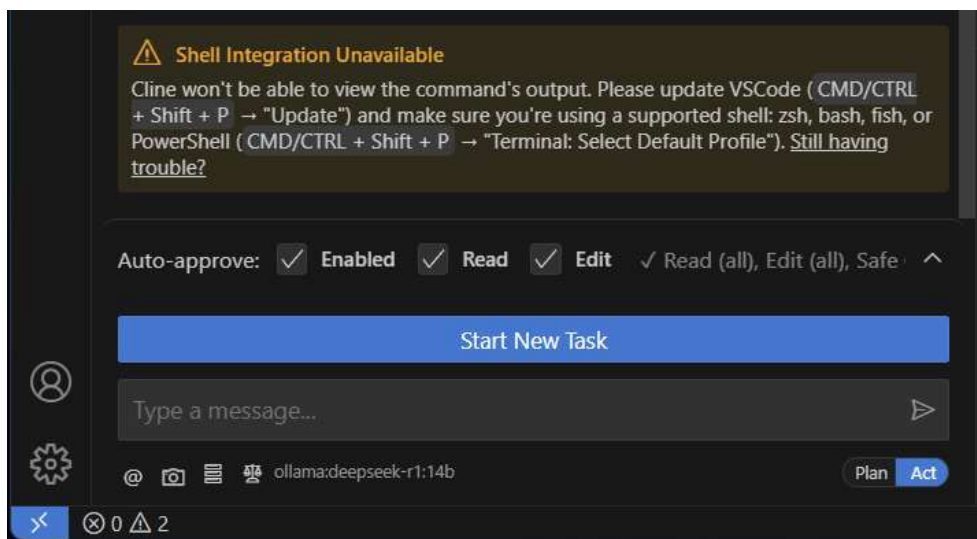 Shell Integration Unavailable
Cline won't be able to view the command's output. Please update VSCode ( CMD/CTRL
+ Shift + P → "Update") and make sure you're using a supported shell: zsh, bash, fish, or
PowerShell ( CMD/CTRL + Shift + P → "Terminal: Select Default Profile"). Still having
trouble?
Auto-approve: Enabled Read Edit ✓ Read (all), Edit (all), Safe
Start New Task
Type a message...
@ ollama:deepseek-r1:14b Plan Act
0 2